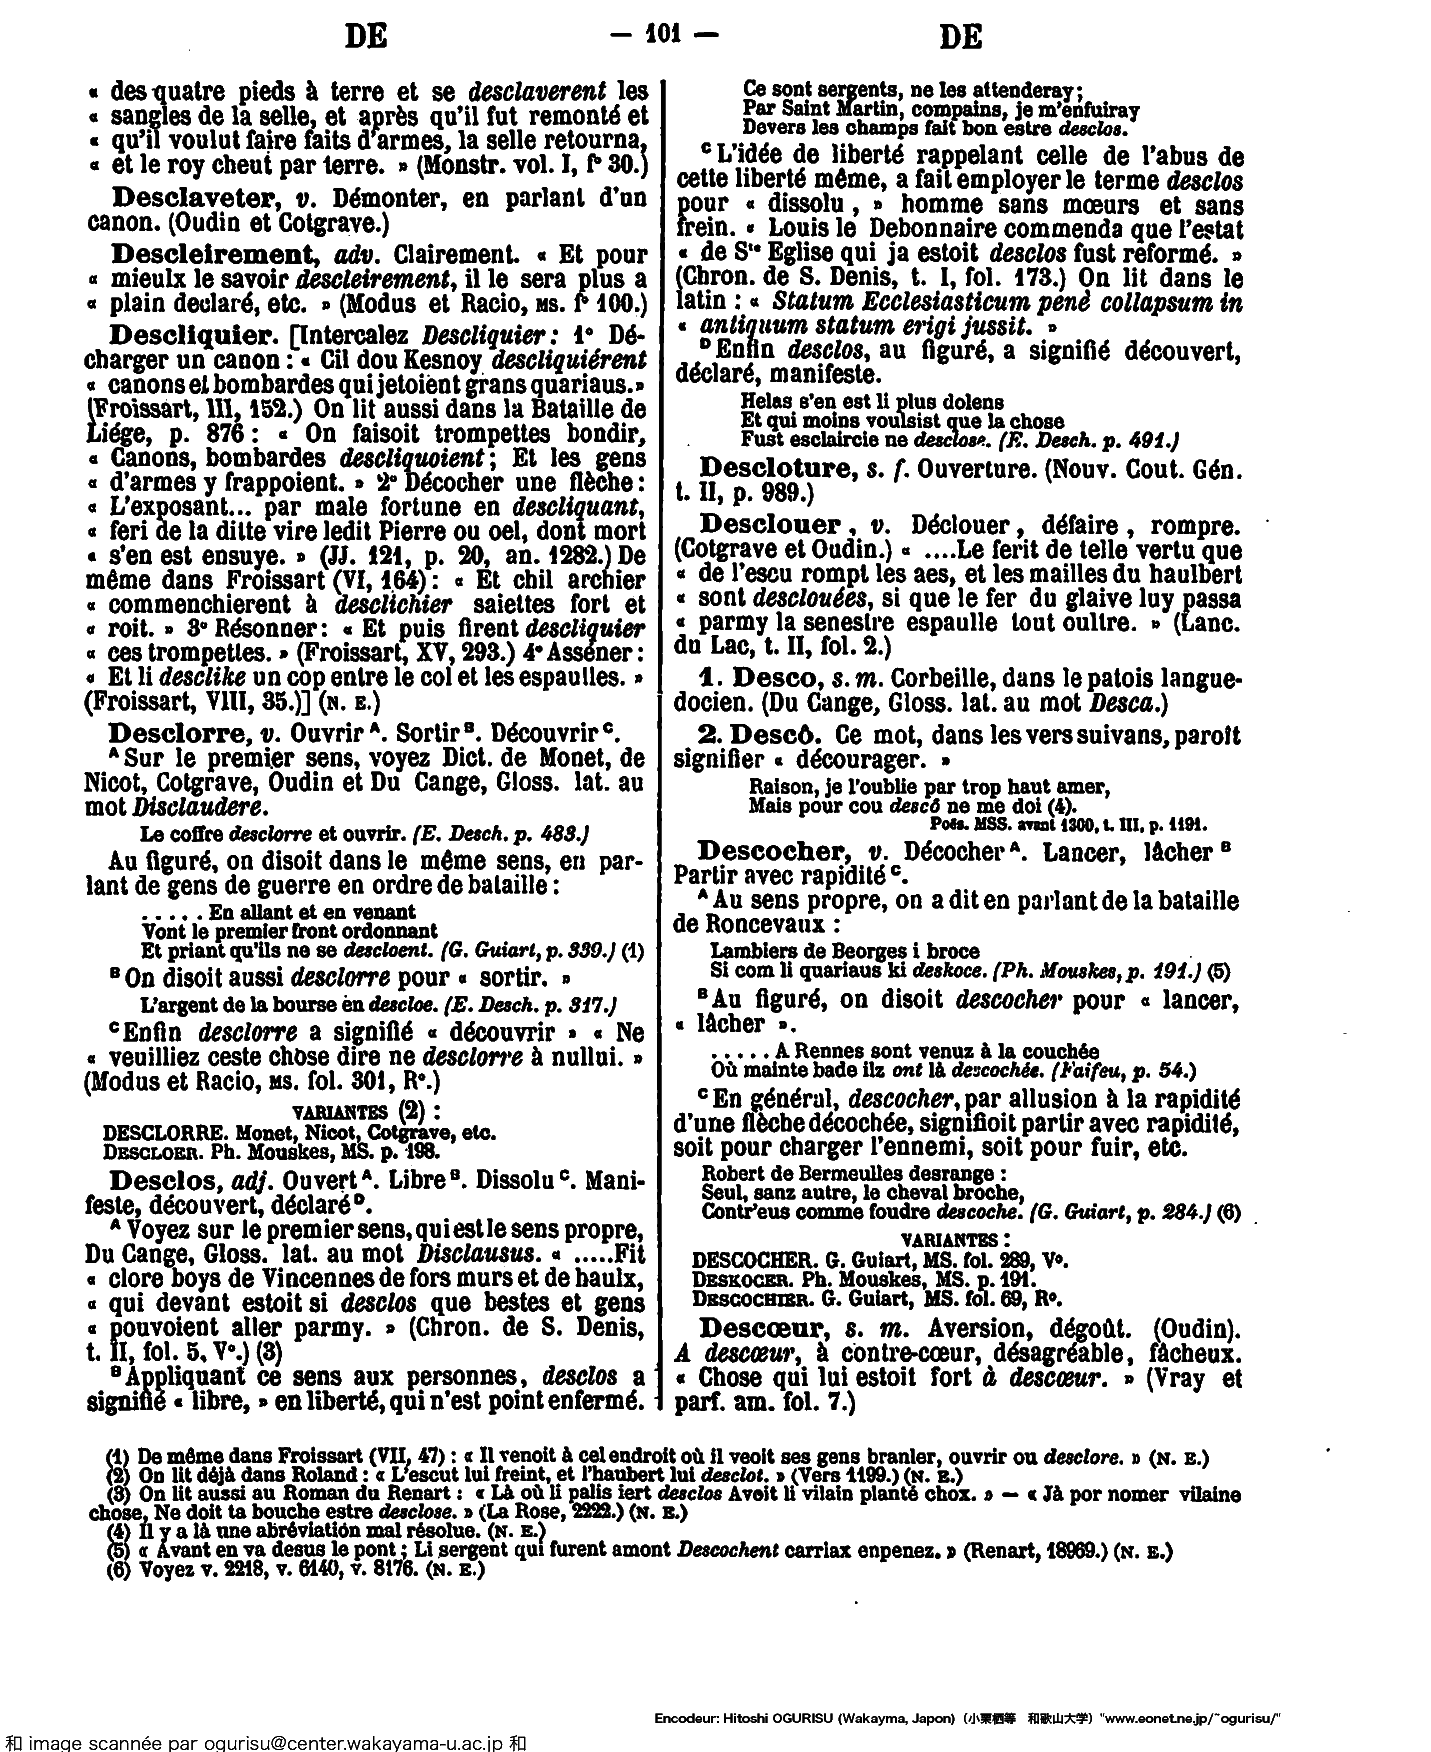 DE — 101 — DE
« des quatre pieds à terre et se desclaverent les
« sangles de la selle, et après qu'il fut remonté et
« qu'il voulut faire faits d'armes, la selle retourna,
« et le roy cheut par terre. » (Monstr. vol. I, f° 30.)
Desclaveter, v. Démonter, en parlant d'un
canon. (Oudin et Cotgrave.)
Descleirement, adv. Clairement. « Et pour
« mieulx le savoir descleirement, il le sera plus a
« plain declaré, etc. » (Modus et Racio, MS. f° 100.)
Descliquier. [Intercalez Descliquier : 1° Dé-
charger un canon : « Cil dou Kesnoy descliquiérent
« canons et bombardes qui jetoient grans quariaus. »
(Froissart, III, 152.) On lit aussi dans la Bataille de
Liége, p. 876 : « On faisoit trompettes bondir,
« Canons, bombardes descliquoient ; Et les gens
« d'armes y frappoient. » 2° Décocher une flèche :
« L'exposant... par male fortune en descliquant,
« feri de la ditte vire ledit Pierre ou oel, dont mort
« s'en est ensuye. » (JJ. 121, p. 20, an. 1282.) De
même dans Froissart (VI, 164) : « Et chil archier
« commenchierent à desclichier saiettes fort et
« roit. » 3° Résonner : « Et puis firent descliquier
« ces trompettes. » (Froissart, XV, 293.) 4° Assener :
« Et li desclike un cop entre le col et les espaulles. »
(Froissart, VIII, 35.)] (N. E.)
Desclorre, v. Ouvrir A. Sortir B. Découvrir C.
A Sur le premier sens, voyez Dict. de Monet, de
Nicot, Cotgrave, Oudin et Du Cange, Gloss. lat. au
mot Disclaudere.
Le coffre desclorre et ouvrir. (E. Desch. p. 483.)
Au figuré, on disoit dans le même sens, en par-
lant de gens de guerre en ordre de bataille :
. . . . . En allant et en venant
Vont le premier front ordonnant
Et priant qu'ils ne se descloent. (G. Guiart, p. 339.) (1)
B On disoit aussi desclorre pour « sortir. »
L'argent de la bourse en descloe. (E. Desch. p. 317.)
C Enfin desclorre a signifié « découvrir » « Ne
« veuilliez ceste chose dire ne desclorre à nullui. »
(Modus et Racio, MS. fol. 301, R°.)
VARIANTES (2) :
DESCLORRE. Monet, Nicot, Cotgrave, etc.
DESCLOER. Ph. Mouskes, MS. p. 198.
Desclos, adj. Ouvert A. Libre B. Dissolu C. Mani-
feste, découvert, déclaré D.
A Voyez sur le premier sens, qui est le sens propre,
Du Cange, Gloss. lat. au mot Disclausus. « .....Fit
« clore boys de Vincennes de fors murs et de haulx,
« qui devant estoit si desclos que bestes et gens
« pouvoient aller parmy. » (Chron. de S. Denis,
t. II, fol. 5, V°.) (3)
B Appliquant ce sens aux personnes, desclos a
signifié « libre, » en liberté, qui n'est point enfermé.
Ce sont sergents, ne les attenderay ;
Par Saint Martin, compains, je m'enfuiray
Devers les champs fait bon estre desclos.
C L'idée de liberté rappelant celle de l'abus de
cette liberté même, a fait employer le terme desclos
pour « dissolu , » homme sans mœurs et sans
frein. « Louis le Debonnaire commenda que l'estat
« de Ste Eglise qui ja estoit desclos fust reformé. »
(Chron. de S. Denis, t. I, fol. 173.) On lit dans le
latin : « Statum Ecclesiasticum penè collapsum in
« antiquum statum erigi jussit. »
D Enfin desclos, au figuré, a signifié découvert,
déclaré, manifeste.
Helas s'en est li plus dolens
Et qui moins voulsist que la chose
Fust esclaircie ne desclose. (E. Desch. p. 491.)
Descloture, s. f. Ouverture. (Nouv. Cout. Gén.
t. II, p. 989.)
Desclouer , v. Déclouer , défaire , rompre.
(Cotgrave et Oudin.) « ....Le ferit de telle vertu que
« de l'escu rompt les aes, et les mailles du haulbert
« sont desclouées, si que le fer du glaive luy passa
« parmy la senestre espaulle tout oultre. » (Lanc.
du Lac, t. II, fol. 2.)
1. Desco, s. m. Corbeille, dans le patois langue-
docien. (Du Cange, Gloss. lat. au mot Desca.)
2. Descô. Ce mot, dans les vers suivans, paroît
signifier « décourager. »
Raison, je l'oublie par trop haut amer,
Mais pour cou descô ne me doi (4).
Poés. MSS. avant 1300, t. III, p. 1191.
Descocher, v. Décocher A. Lancer, lâcher B
Partir avec rapidité C.
A Au sens propre, on a dit en parlant de la bataille
de Roncevaux :
Lambiers de Beorges i broce
Si com li quariaus ki deskoce. (Ph. Mouskes, p. 191.) (5)
B Au figuré, on disoit descocher pour « lancer,
« lâcher ».
. . . . . A Rennes sont venuz à la couchée
Où mainte bade ilz ont là descochée. (Faifeu, p. 54.)
C En général, descocher, par allusion à la rapidité
d'une flèche décochée, signifioit partir avec rapidité,
soit pour charger l'ennemi, soit pour fuir, etc.
Robert de Bermeulles desrange :
Seul, sanz autre, le cheval broche,
Contr'eus comme foudre descoche. (G. Guiart, p. 284.) (6)
VARIANTES :
DESCOCHER. G. Guiart, MS. fol. 289, V°.
DESKOCER. Ph. Mouskes, MS. p. 191.
DESCOCHIER. G. Guiart, MS. fol. 69, R°.
Descœur, s. m. Aversion, dégoût. (Oudin).
A descœur, à contre-cœur, désagréable, fâcheux.
« Chose qui lui estoit fort à descœur. » (Vray et
parf. am. fol. 7.)
(1) De même dans Froissart (VII, 47) : « Il venoit à cel endroit où il veoit ses gens branler, ouvrir ou desclore. » (N. E.)
(2) On lit déjà dans Roland : « L'escut lui freint, et l'haubert lui desclot. » (Vers 1199.) (N. E.)
(3) On lit aussi au Roman du Renart : « Là où li palis iert desclos Aveit li vilain planté chox. » — « Jà por nomer vilaine
chose, Ne doit ta bouche estre desclose. » (La Rose, 2222.) (N. E.)
(4) Il y a là une abréviation mal résolue. (N. E.)
(5) « Avant en va desus le pont ; Li sergent qui furent amont Descochent carriax enpenez. » (Renart, 18969.) (N. E.)
(6) Voyez v. 2218, v. 6140, v. 8176. (N. E.)
Encodeur: Hitoshi OGURISU (Wakayma, Japon)（小栗栖等　和歌山大学）"www.eonet.ne.jp/~ogurisu/"
和 image scannée par ogurisu@center.wakayama-u.ac.jp 和